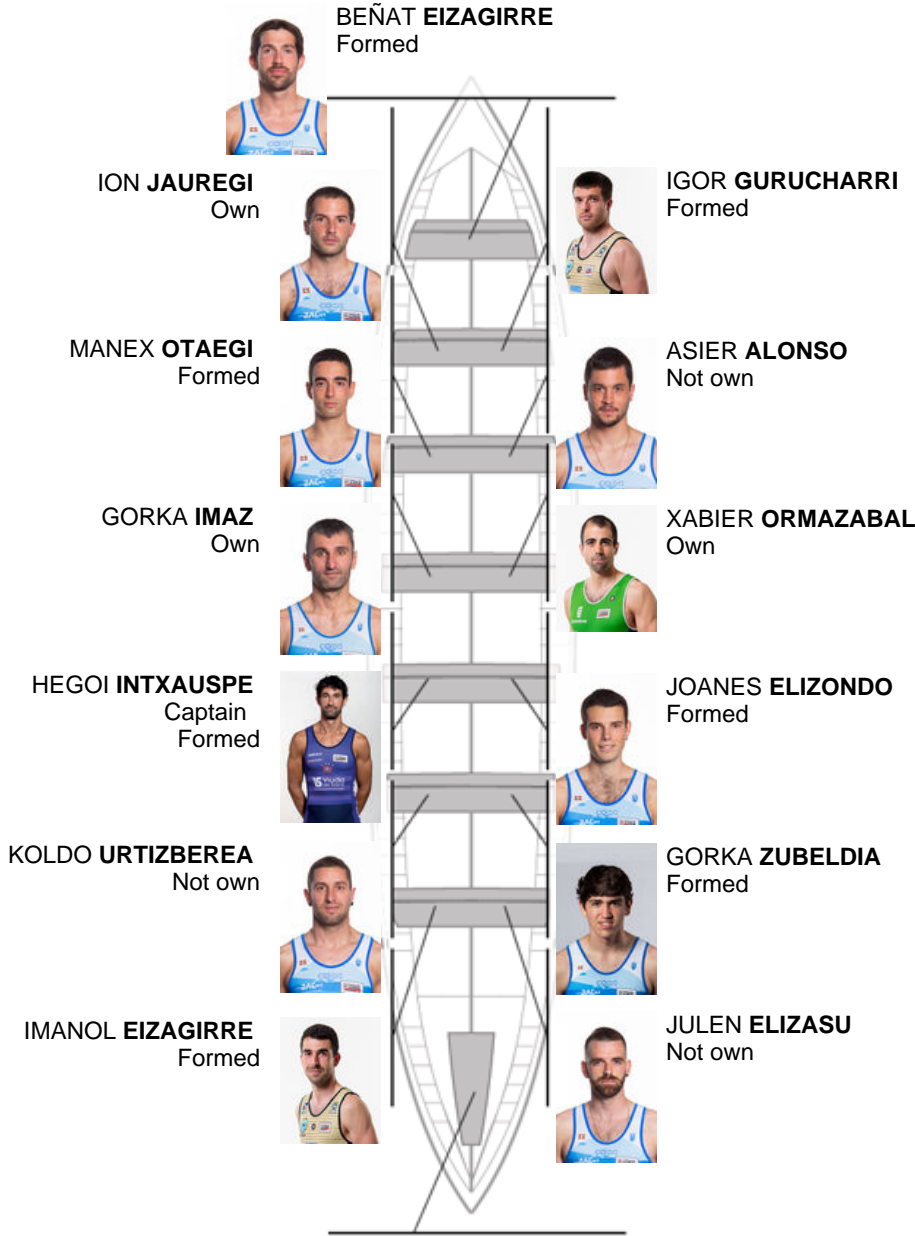 BEÑAT EIZAGIRRE
Formed
ION JAUREGI
Own
IGOR GURUCHARRI
Formed
MANEX OTAEGI
Formed
ASIER ALONSO
Not own
GORKA IMAZ
Own
XABIER ORMAZABAL
Own
HEGOI INTXAUSPE
Captain
Formed
JOANES ELIZONDO
Formed
KOLDO URTIZBEREA
Not own
GORKA ZUBELDIA
Formed
IMANOL EIZAGIRRE
Formed
JULEN ELIZASU
Not own